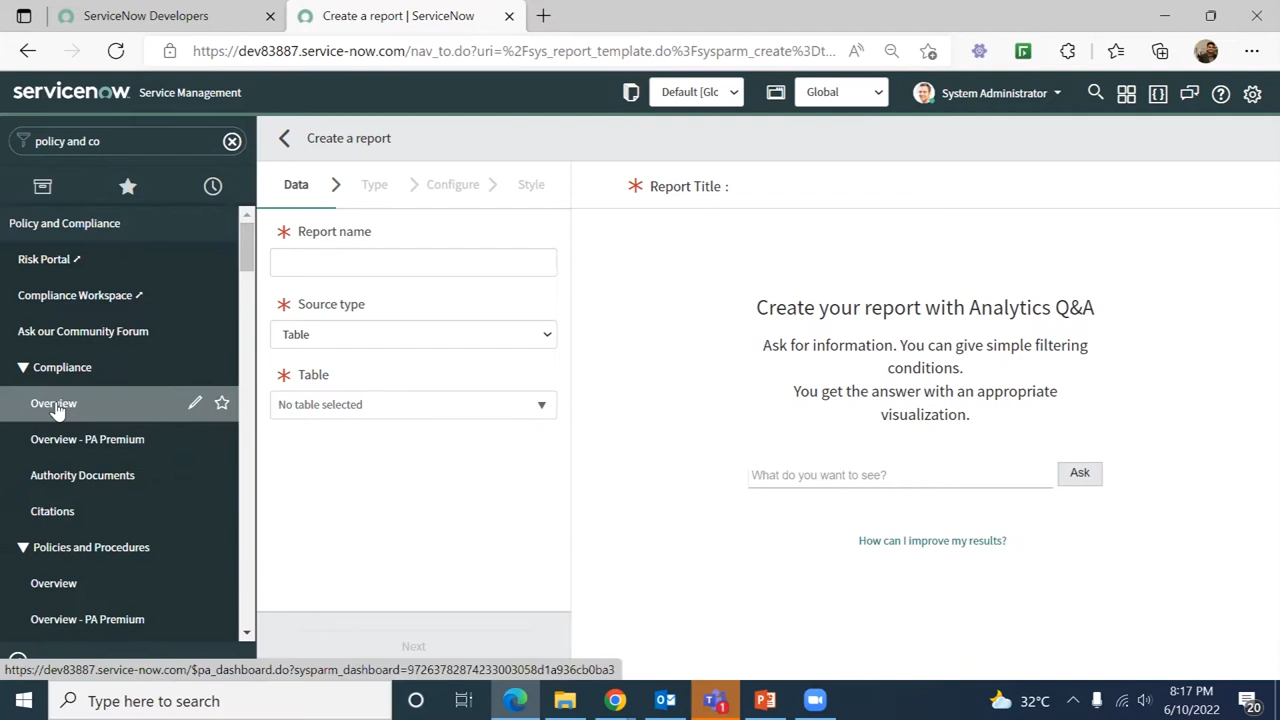 ServiceNow Developers
Create a report | ServiceNow
https://dev83887.service-now.com/nav_to.do?uri=%2Fsys_report_template.do%3Fsysparm_create%3Dt...
servicenow
Service Management
Default [Glc
Global
System Administrator
policy and co
Create a report
Data
Type
Configure
Style
* Report Title :
Policy and Compliance
Risk Portal
Compliance Workspace
Ask our Community Forum
Compliance
Overview
Overview - PA Premium
Authority Documents
Citations
Policies and Procedures
Overview
Overview - PA Premium
* Report name
* Source type
Table
* Table
No table selected
Next
Create your report with Analytics Q&A
Ask for information. You can give simple filtering
conditions.
You get the answer with an appropriate
visualization.
What do you want to see?
Ask
How can I improve my results?
https://dev83887.service-now.com/$pa_dashboard.do?sysparm_dashboard=97263782874233003058d1a936cb0ba3
Type here to search
1
32°C
8:17 PM
6/10/2022
20